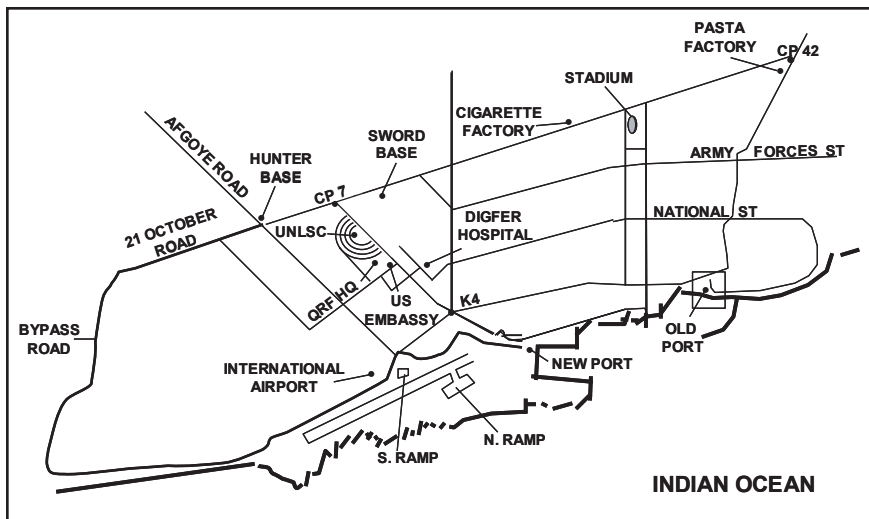 PASTA
FACTORY
CP 42
STADIUM
CIGARETTE
FACTORY
AFGOYE ROAD
SWORD
BASE
HUNTER
BASE
CP 7
ARMY FORCES ST
21 OCTOBER
ROAD
UNLSC
DIGFER
HOSPITAL
NATIONAL ST
QRF HQ
US
EMBASSY
K4
BYPASS
ROAD
OLD
PORT
INTERNATIONAL
AIRPORT
NEW PORT
S. RAMP
N. RAMP
INDIAN OCEAN